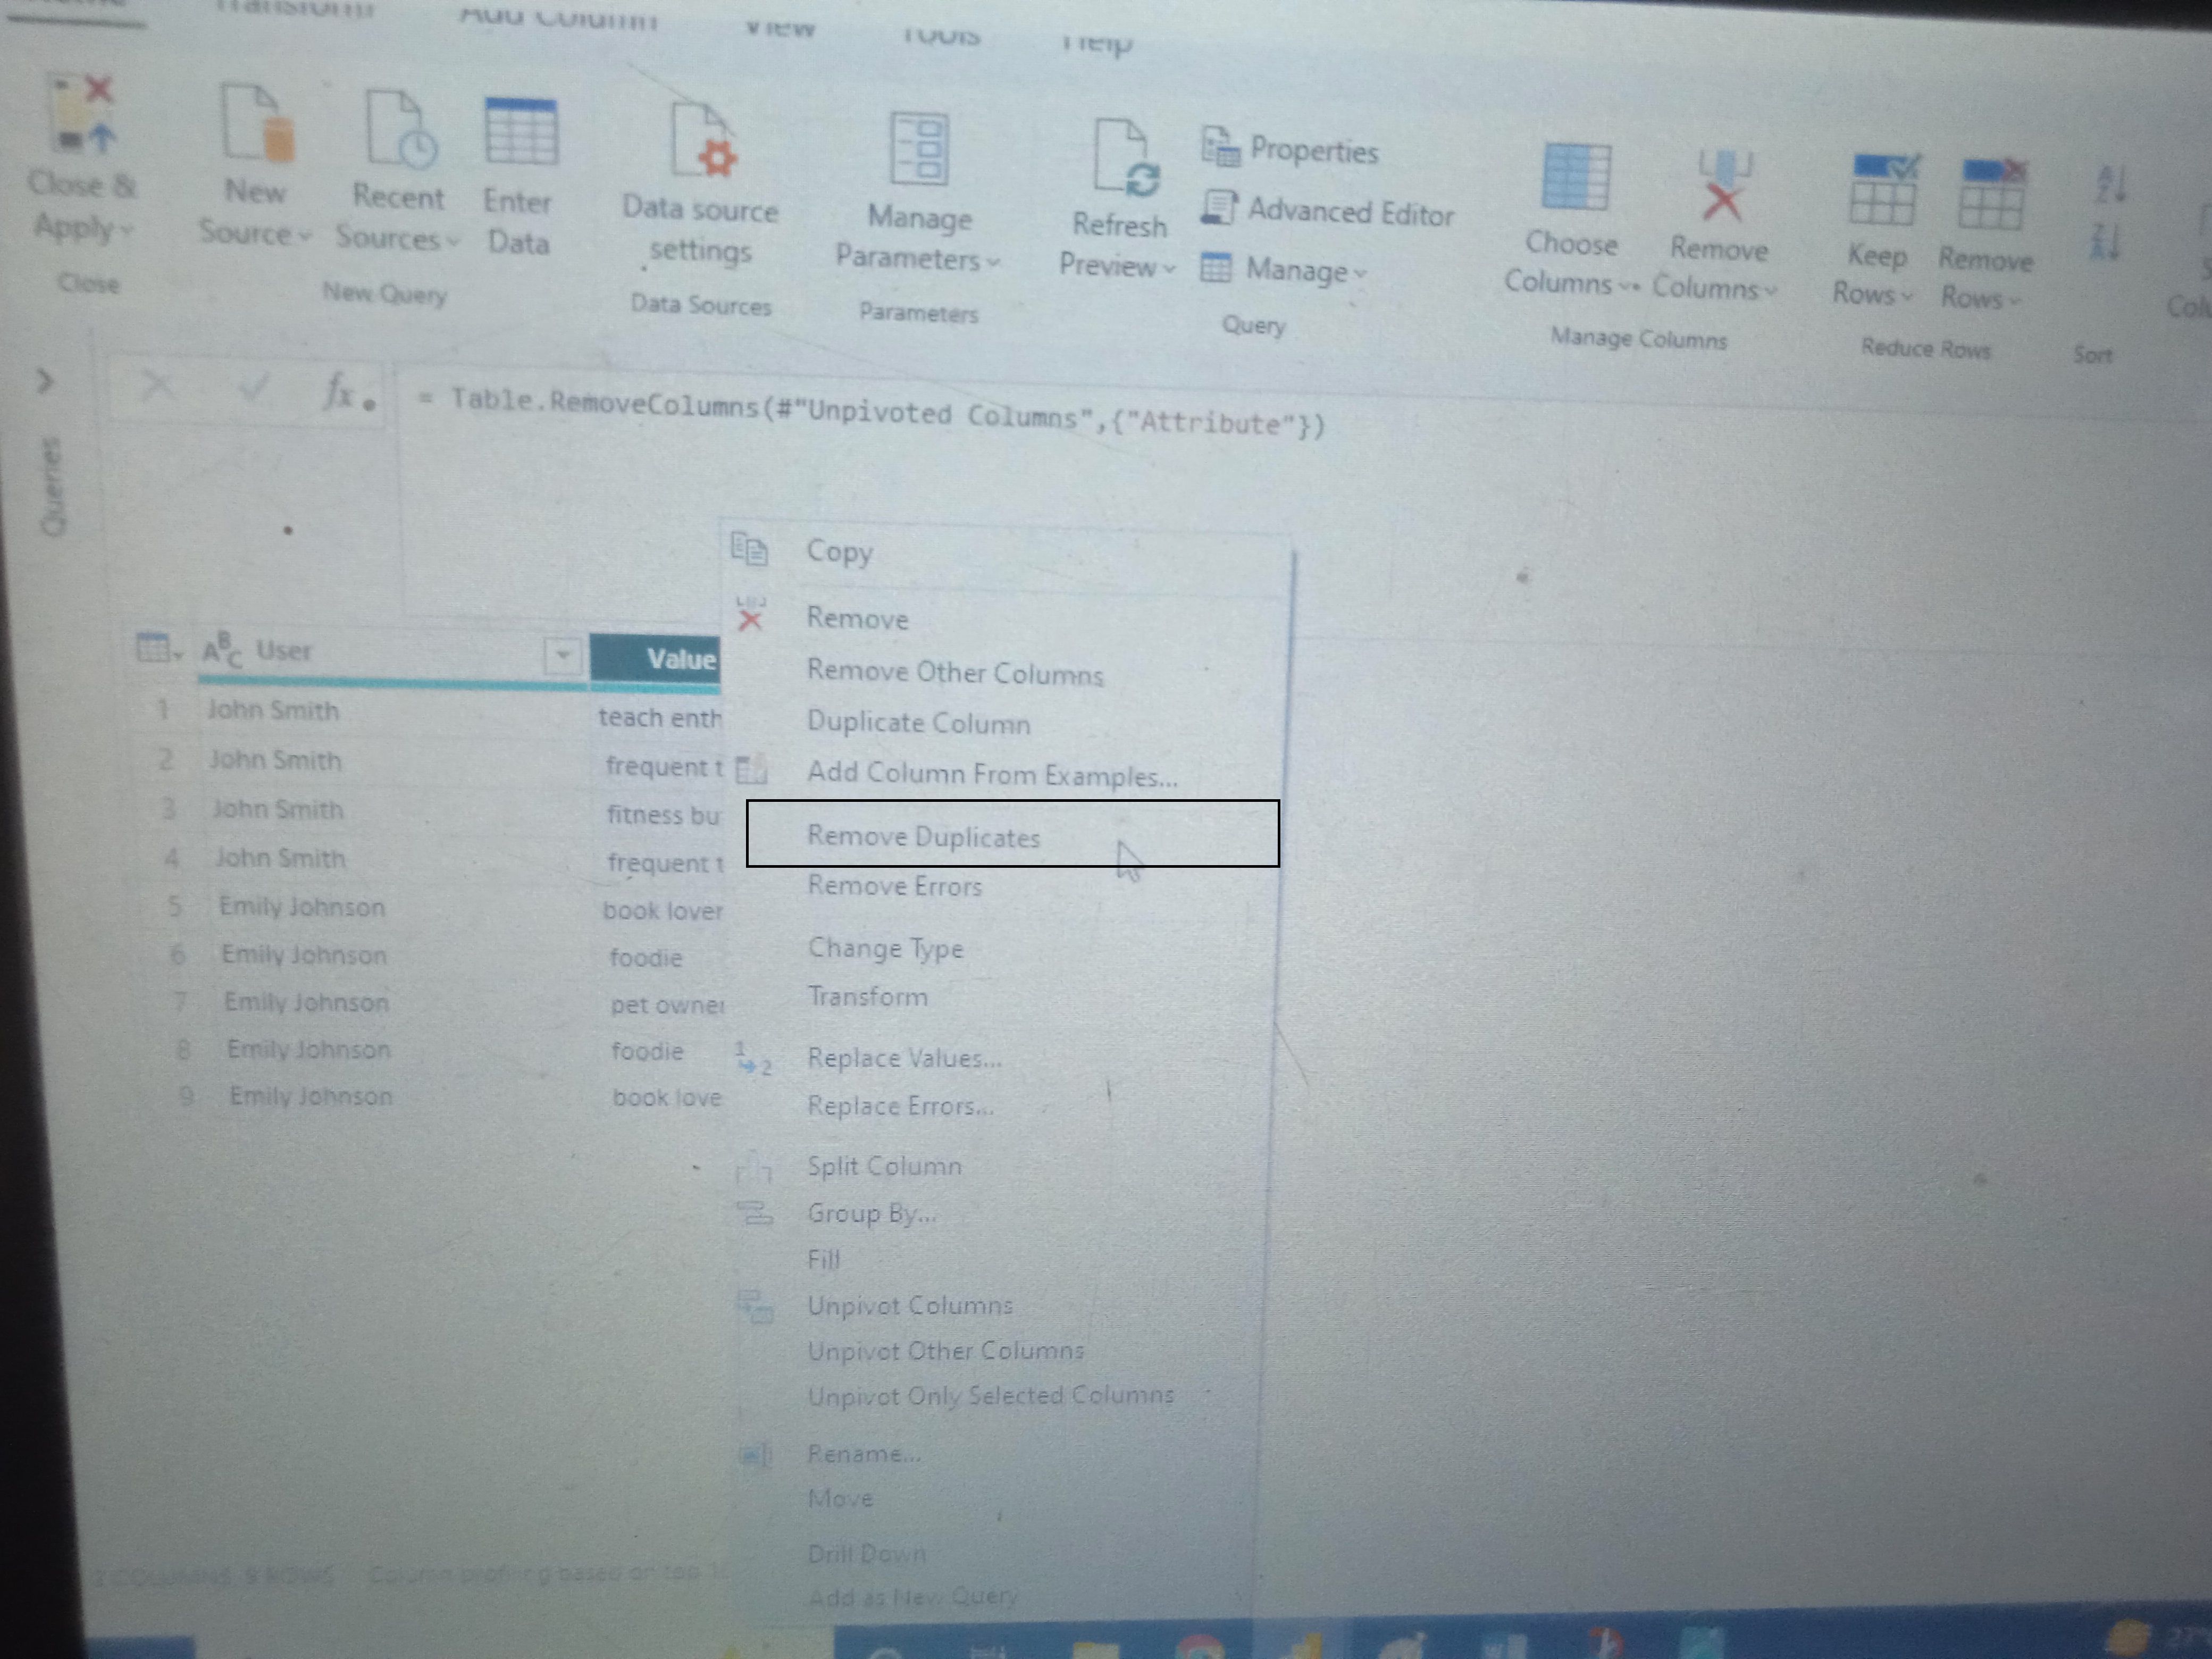 Transform Add Column View Tools Help
Close & Apply
New Source
Recent Sources
Enter Data
Data source settings
Manage Parameters
Refresh Preview
Properties
Advanced Editor
Manage
Choose Columns
Remove Columns
Keep Rows
Remove Rows
Close
New Query
Data Sources
Parameters
Query
Manage Columns
Reduce Rows
Sort
fx
= Table.RemoveColumns(#"Unpivoted Columns",{"Attribute"})
Queries
ABC User Value
1 John Smith teach enth
2 John Smith frequent t
3 John Smith fitness bu
4 John Smith frequent t
5 Emily Johnson book lover
6 Emily Johnson foodie
7 Emily Johnson pet owner
8 Emily Johnson foodie
9 Emily Johnson book love
Copy
Remove
Remove Other Columns
Duplicate Column
Add Column From Examples...
Remove Duplicates
Remove Errors
Change Type
Transform
Replace Values...
Replace Errors...
Split Column
Group By...
Fill
Unpivot Columns
Unpivot Other Columns
Unpivot Only Selected Columns
Rename...
Move
Drill Down
Add as New Query
2 COLUMNS, 9 ROWS Column profiling based on top
27°